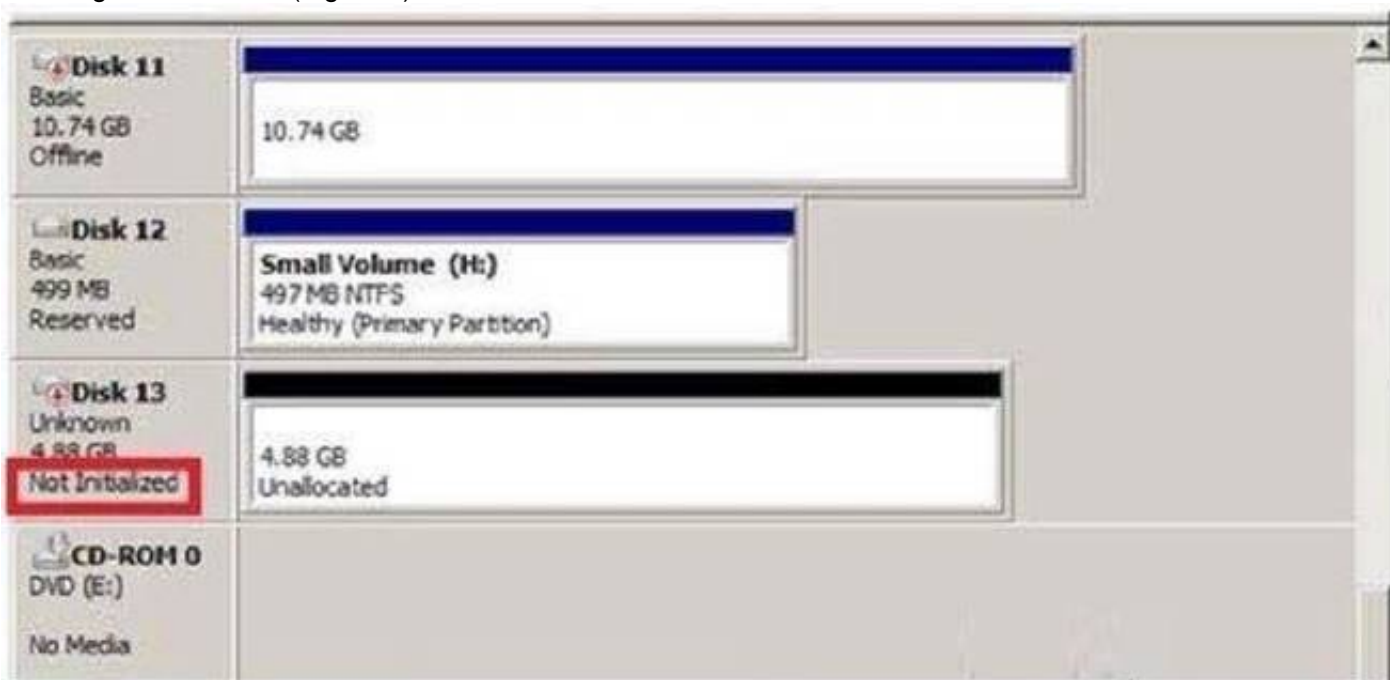 Disk 11
Basic
10.74 GB
Offline
10.74 GB
Disk 12
Basic
499 MB
Reserved
Small Volume (H:)
497 MB NTFS
Healthy (Primary Partition)
Disk 13
Unknown
4.88 GB
Not Initialized
4.88 GB
Unallocated
CD-ROM 0
DVD (E:)
No Media